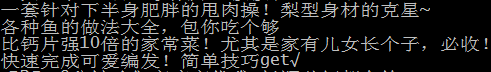 一套针对下半身肥胖的甩肉操！梨型身材的克星~
各种鱼的做法大全，包你吃个够
比钙片强10倍的家常菜！尤其是家有儿女长个子，必收！
快速完成可爱编发！简单技巧get√